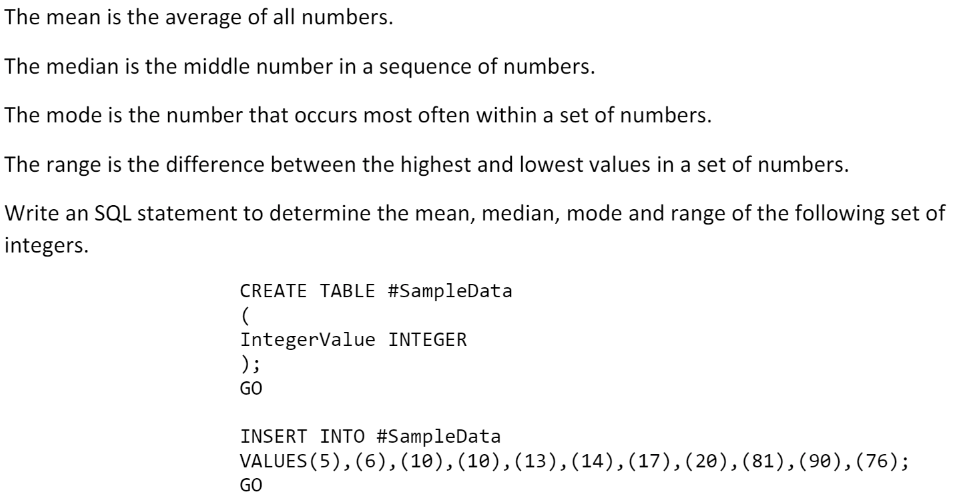 The mean is the average of all numbers.
The median is the middle number in a sequence of numbers.
The mode is the number that occurs most often within a set of numbers.
The range is the difference between the highest and lowest values in a set of numbers.
Write an SQL statement to determine the mean, median, mode and range of the following set of
integers.
CREATE TABLE #SampleData
(
IntegerValue INTEGER
);
GO
INSERT INTO #SampleData
VALUES(5),(6),(10),(10),(13),(14),(17),(20),(81),(90),(76);
GO